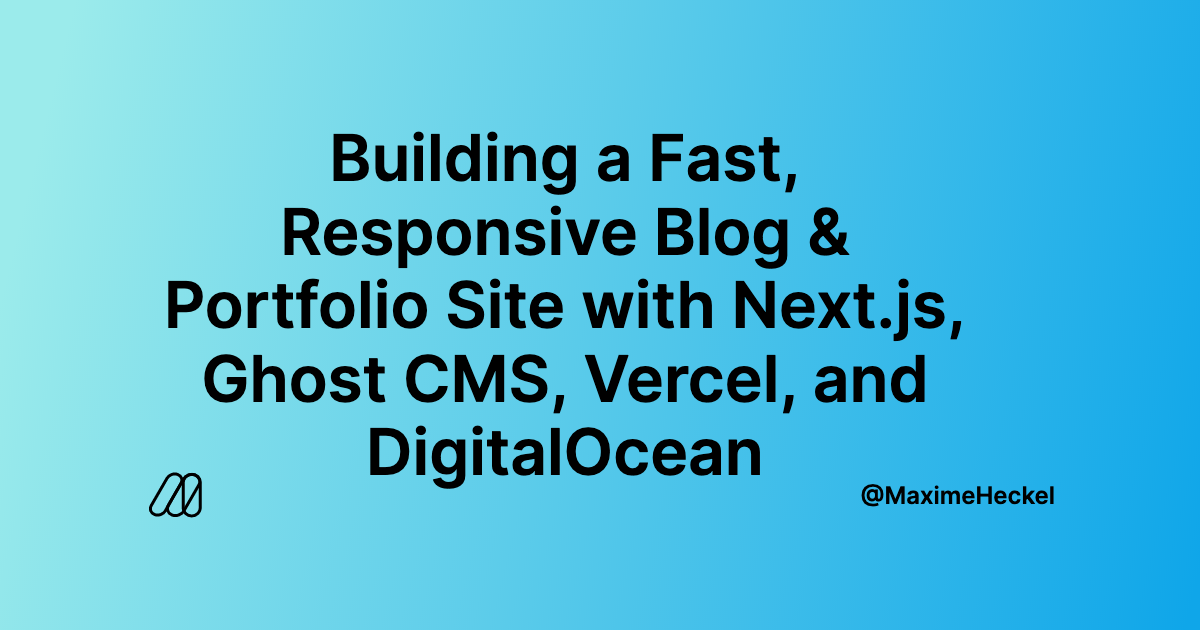 Building a Fast,
Responsive Blog &
Portfolio Site with Next.js,
Ghost CMS, Vercel, and
DigitalOcean
@MaximeHeckel